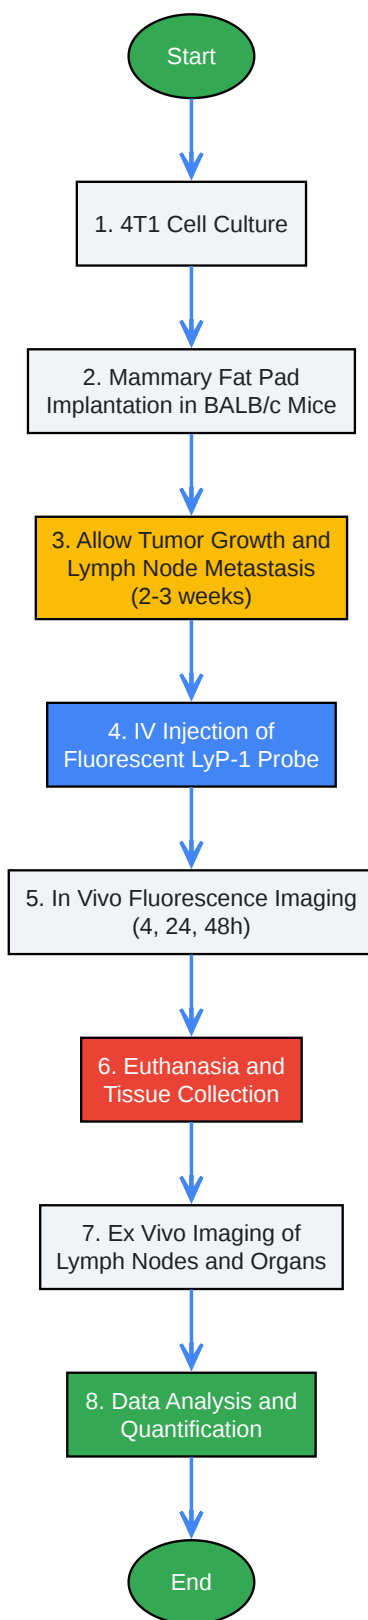 Start
1. 4T1 Cell Culture
2. Mammary Fat Pad
Implantation in BALB/c Mice
3. Allow Tumor Growth and
Lymph Node Metastasis
(2-3 weeks)
4. IV Injection of
Fluorescent LyP-1 Probe
5. In Vivo Fluorescence Imaging
(4, 24, 48h)
6. Euthanasia and
Tissue Collection
7. Ex Vivo Imaging of
Lymph Nodes and Organs
8. Data Analysis and
Quantification
End